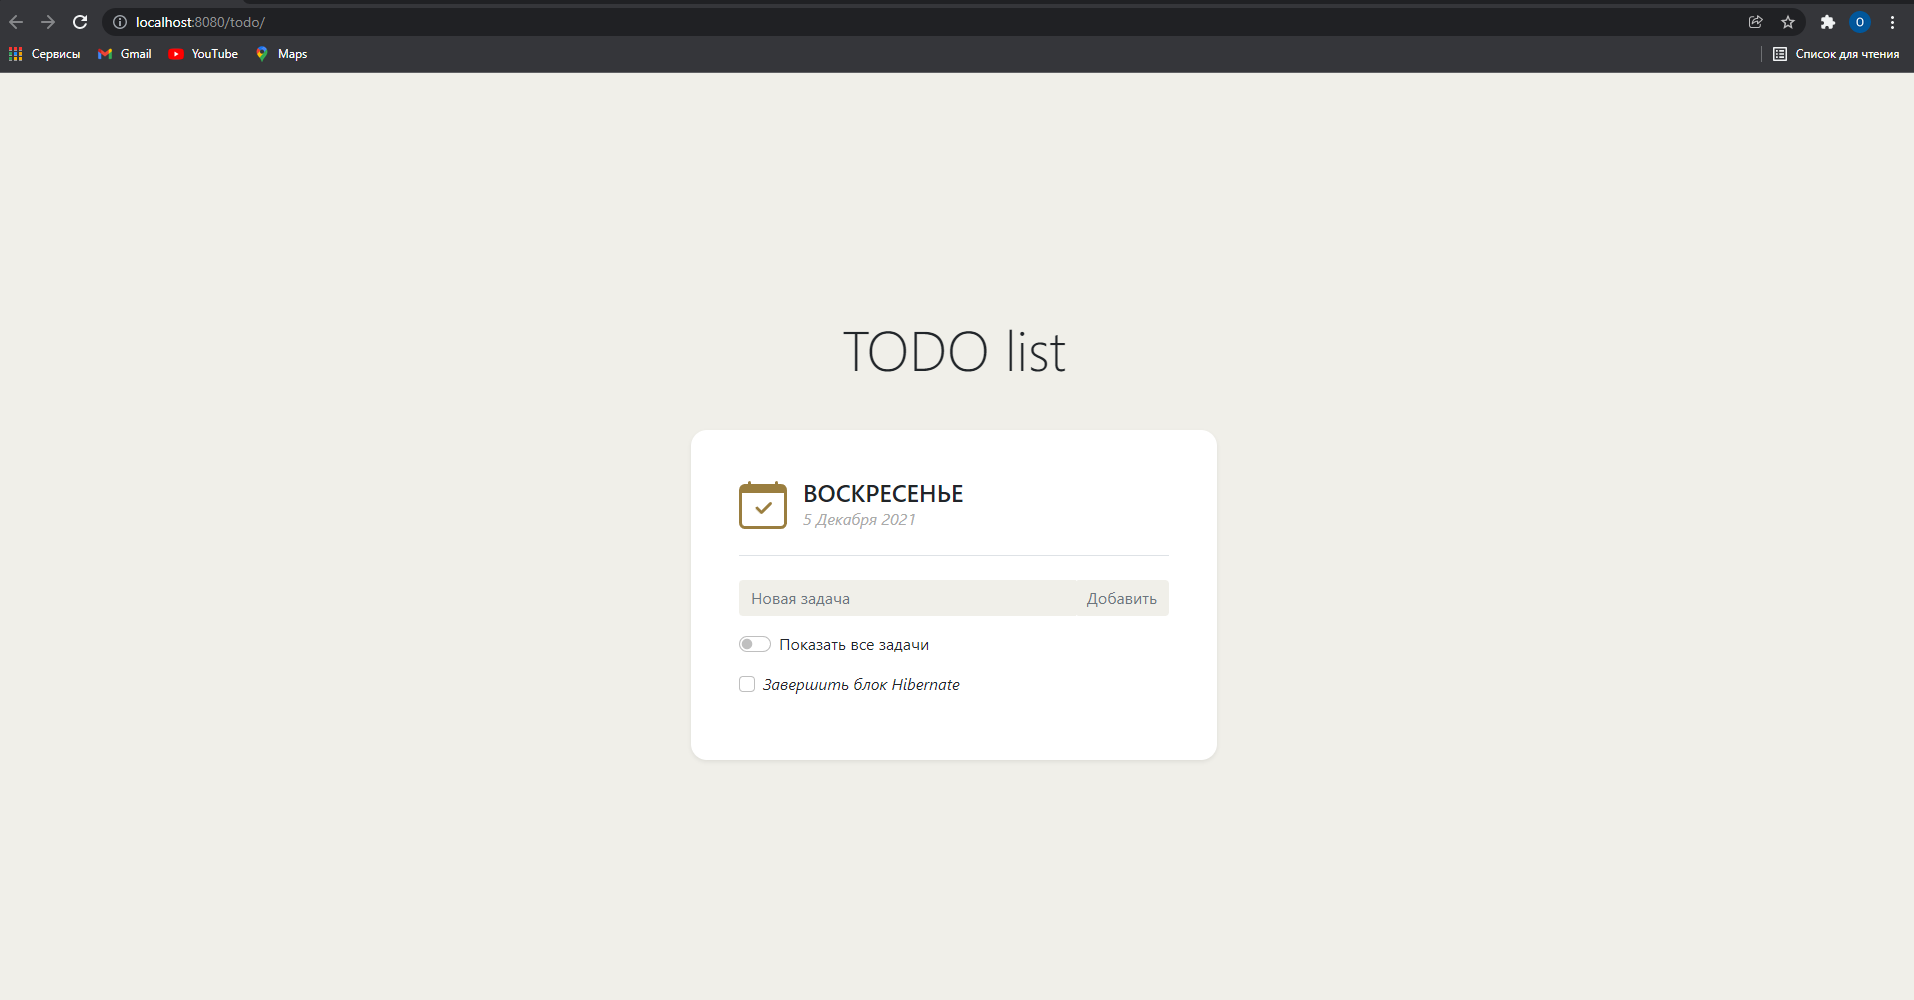 localhost:8080/todo/
O
Сервисы Gmail YouTube Maps Список для чтения
TODO list
ВОСКРЕСЕНЬЕ
5 Декабря 2021
Новая задача Добавить
Показать все задачи
Завершить блок Hibernate